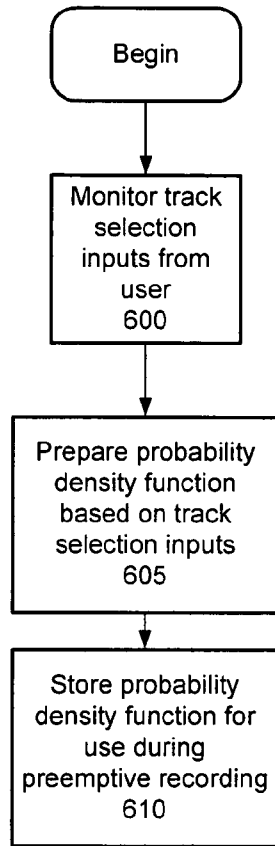 Begin
Monitor track
selection
inputs from
user
600
Prepare probability
density function
based on track
selection inputs
605
Store probability
density function for
use during
preemptive recording
610